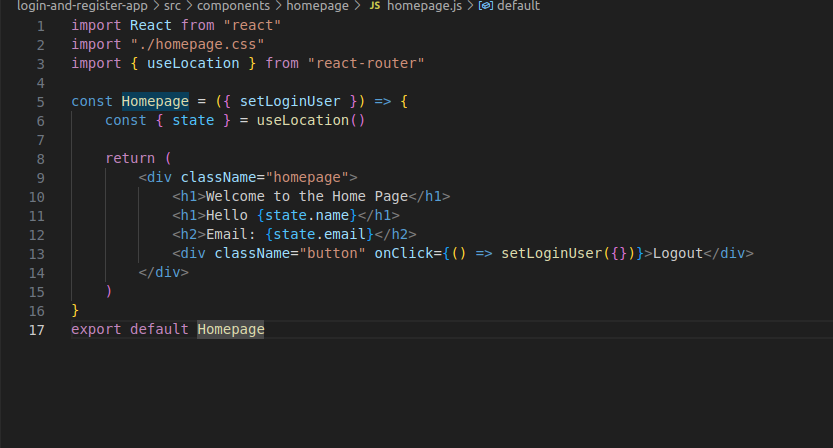 login-and-register-app > src > components > homepage > JS homepage.js > default
1 import React from "react"
2 import "./homepage.css"
3 import { useLocation } from "react-router"
4
5 const Homepage = ({ setLoginUser }) => {
6     const { state } = useLocation()
7
8     return (
9         <div className="homepage">
10             <h1>Welcome to the Home Page</h1>
11             <h1>Hello {state.name}</h1>
12             <h2>Email: {state.email}</h2>
13             <div className="button" onClick={() => setLoginUser({})}>Logout</div>
14         </div>
15     )
16 }
17 export default Homepage